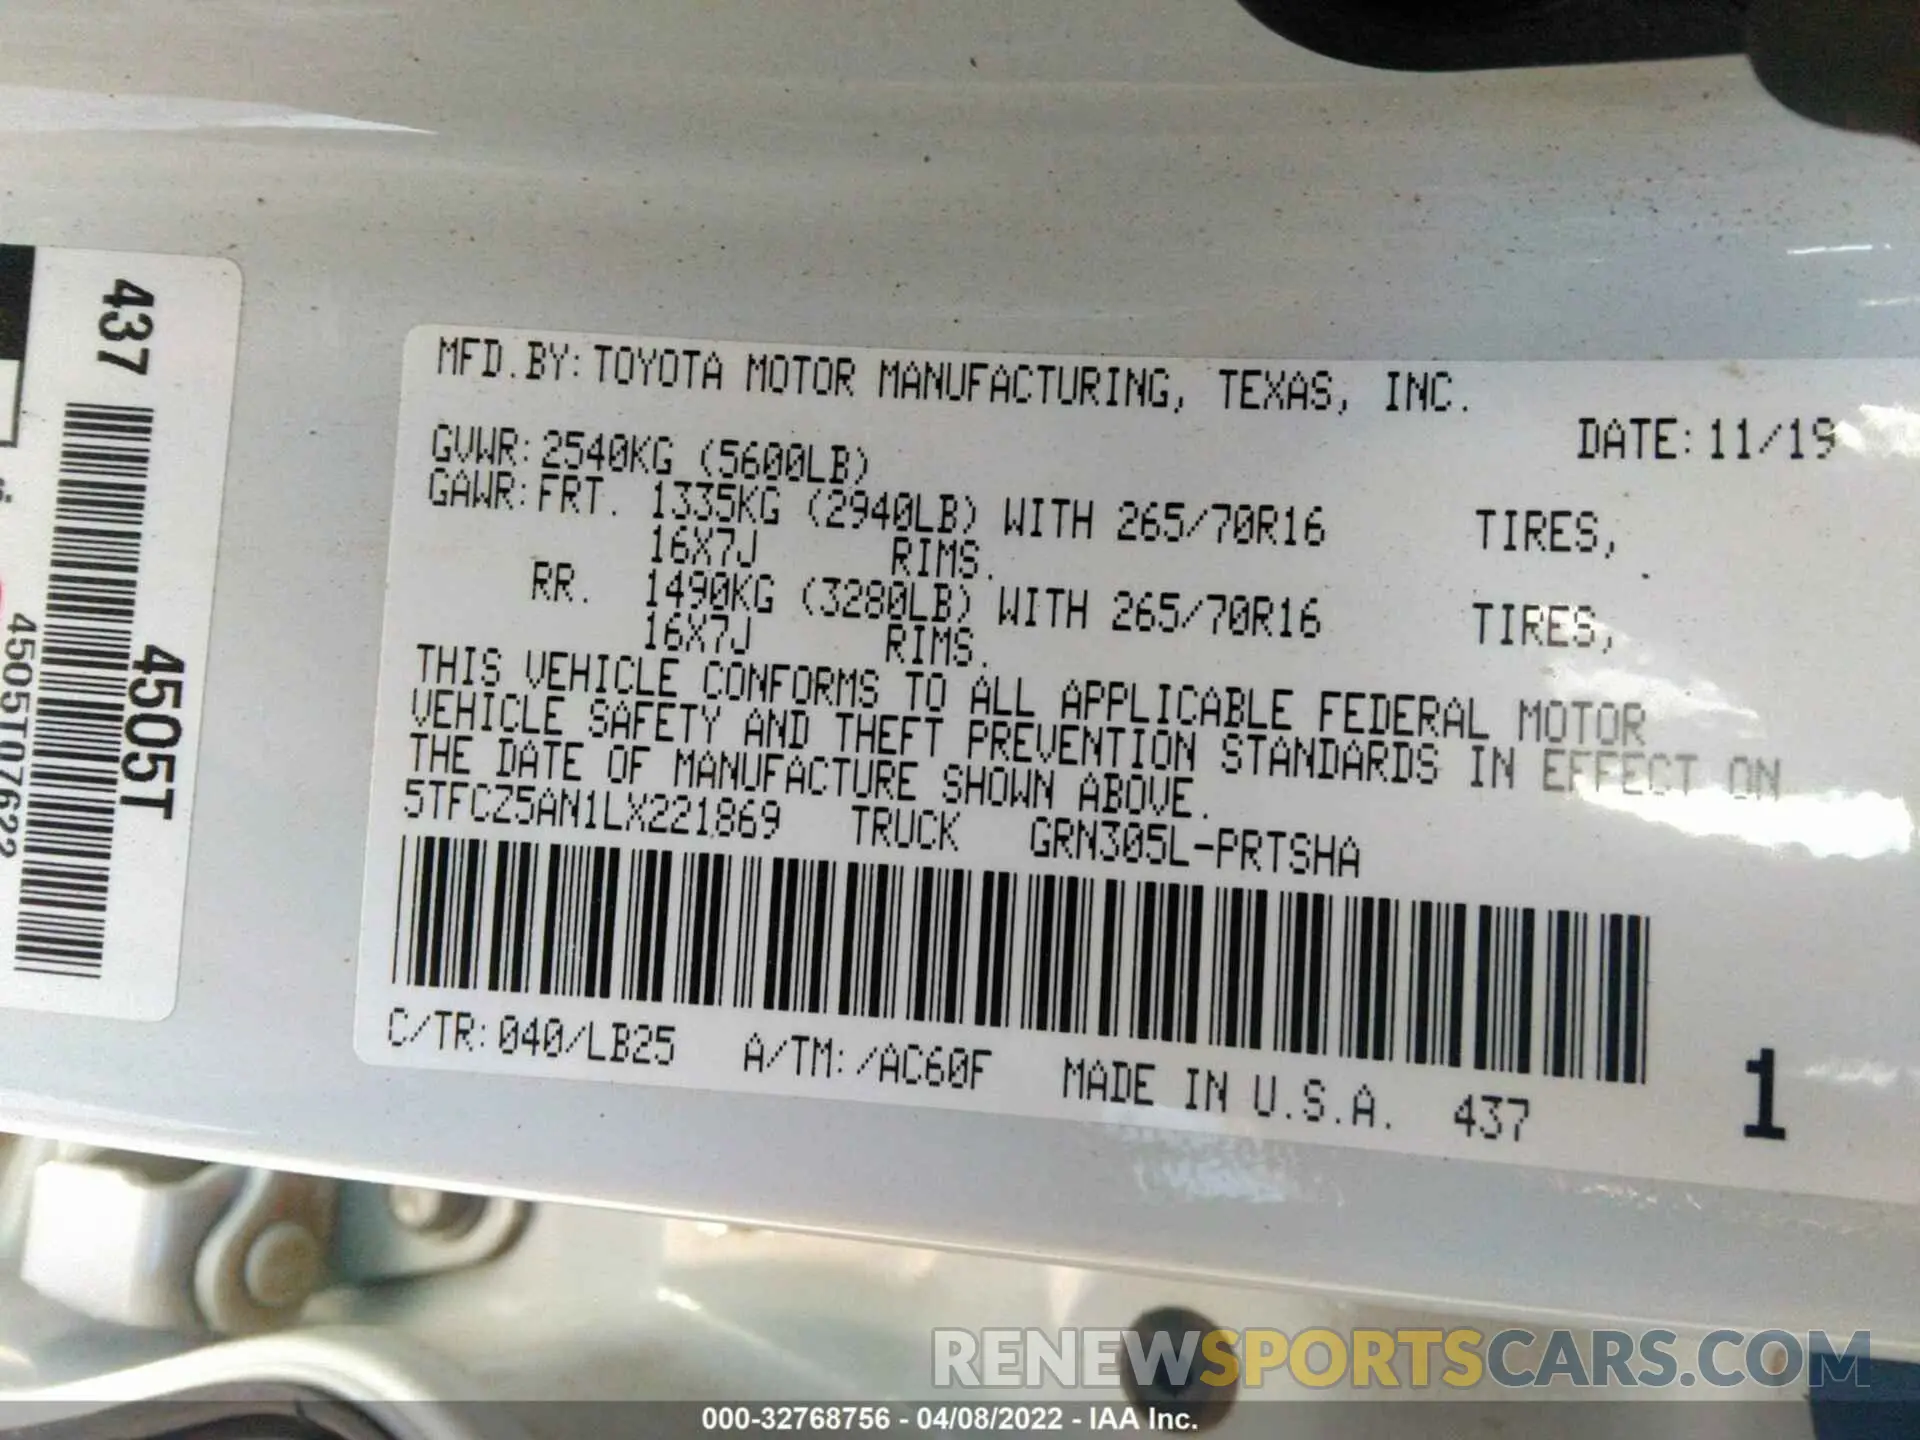 437
4505T
4505T07622
MFD.BY:TOYOTA MOTOR MANUFACTURING, TEXAS, INC.
DATE:11/19
GVWR:2540KG (5600LB)
GAWR:FRT. 1335KG (2940LB) WITH 265/70R16 TIRES,
16X7J RIMS.
RR. 1490KG (3280LB) WITH 265/70R16 TIRES,
16X7J RIMS.
THIS VEHICLE CONFORMS TO ALL APPLICABLE FEDERAL MOTOR
VEHICLE SAFETY AND THEFT PREVENTION STANDARDS IN EFFECT ON
THE DATE OF MANUFACTURE SHOWN ABOVE.
5TFCZ5AN1LX221869 TRUCK GRN305L-PRTSHA
C/TR:040/LB25 A/TM:/AC60F MADE IN U.S.A. 437
1
RENEWSPORTSCARS.COM
000-32768756 - 04/08/2022 - IAA Inc.